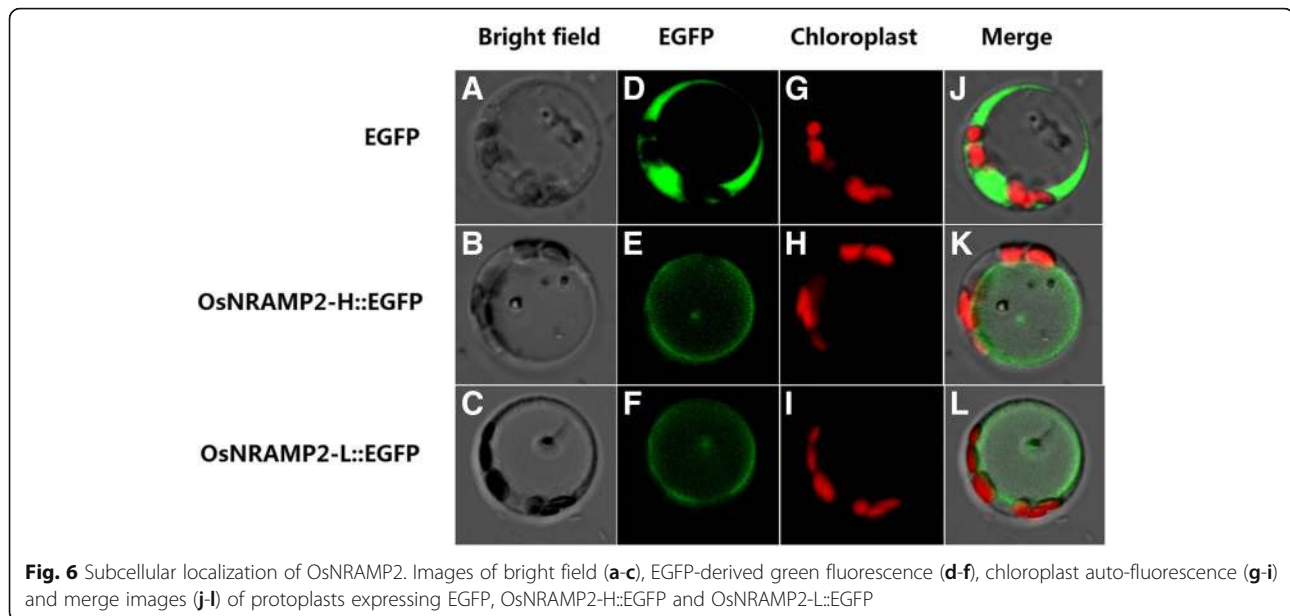 Bright field EGFP Chloroplast Merge
EGFP A D G J
OsNRAMP2-H::EGFP B E H K
OsNRAMP2-L::EGFP C F I L
Fig. 6 Subcellular localization of OsNRAMP2. Images of bright field (a-c), EGFP-derived green fluorescence (d-f), chloroplast auto-fluorescence (g-i)
and merge images (j-l) of protoplasts expressing EGFP, OsNRAMP2-H::EGFP and OsNRAMP2-L::EGFP